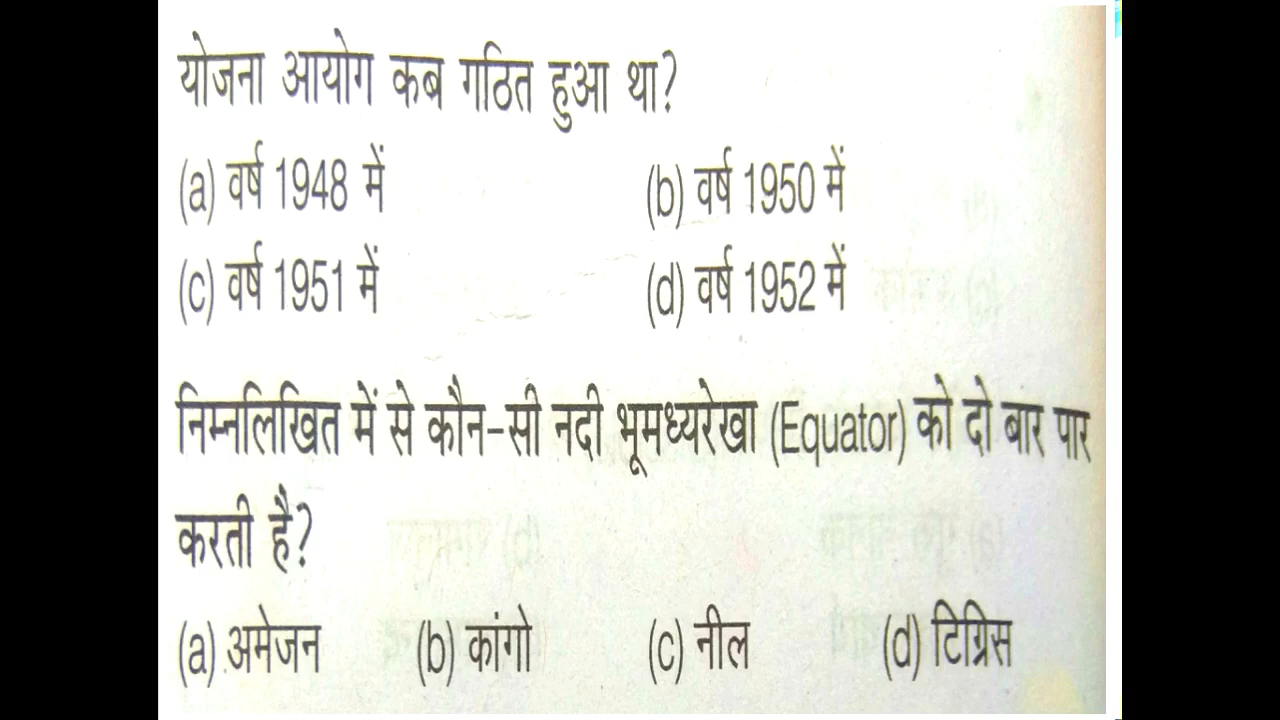 योजना आयोग कब गठित हुआ था?
(a) वर्ष 1948 में (b) वर्ष 1950 में
(c) वर्ष 1951 में (d) वर्ष 1952 में
निम्नलिखित में से कौन-सी नदी भूमध्यरेखा (Equator) को दो बार पार
करती है?
(a) अमेजन (b) कांगो (c) नील (d) टिग्रिस